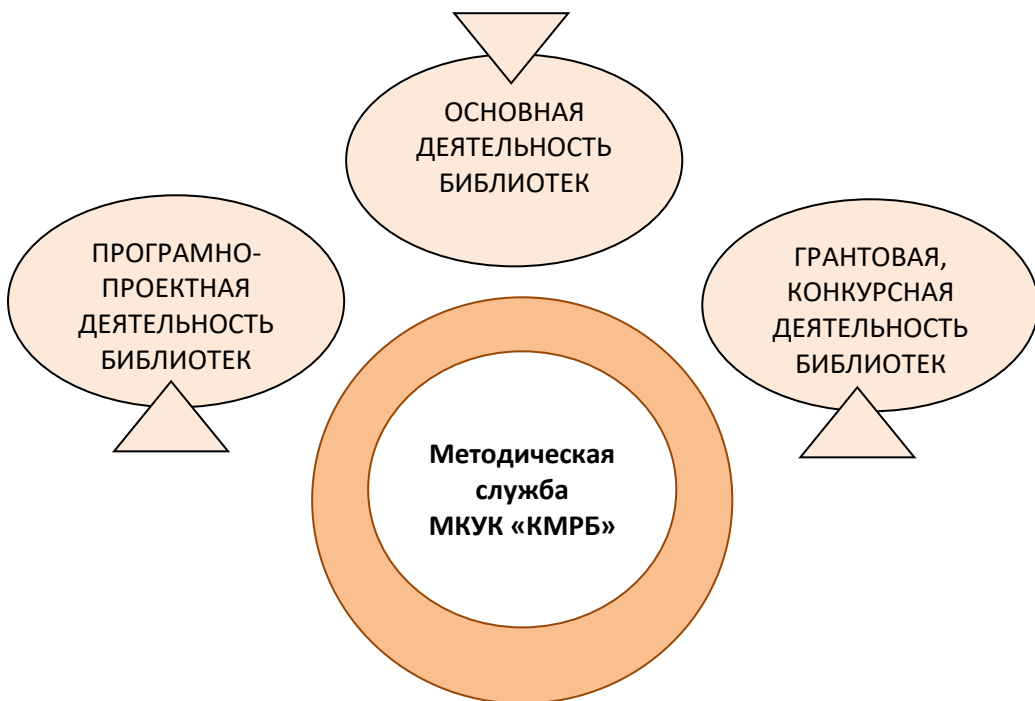 ОСНОВНАЯ
ДЕЯТЕЛЬНОСТЬ
БИБЛИОТЕК
ПРОГРАМНО-
ПРОЕКТНАЯ
ДЕЯТЕЛЬНОСТЬ
БИБЛИОТЕК
ГРАНТОВАЯ,
КОНКУРСНАЯ
ДЕЯТЕЛЬНОСТЬ
БИБЛИОТЕК
Методическая
служба
МКУК «КМРБ»